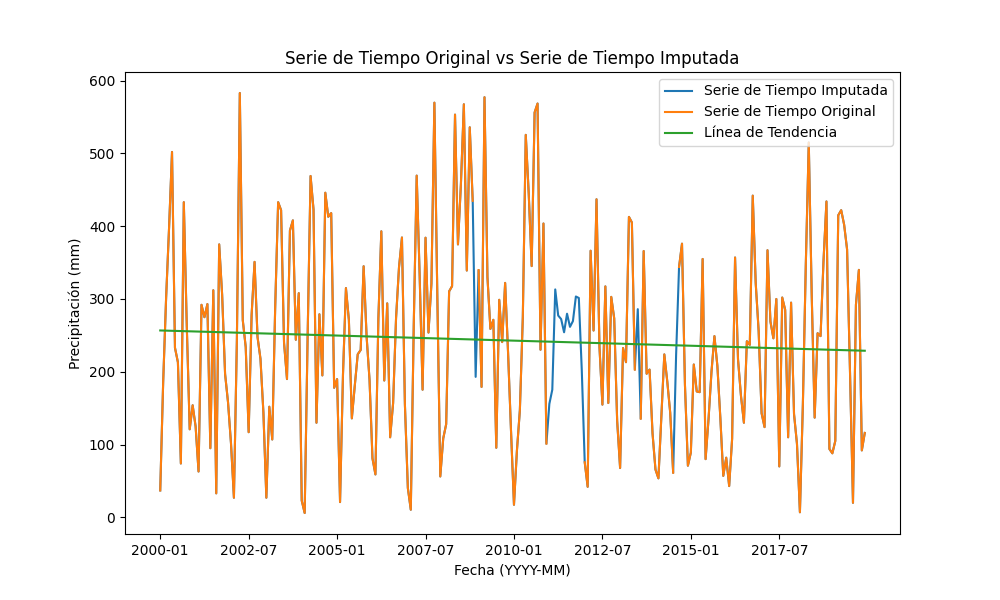 Serie de Tiempo Original vs Serie de Tiempo Imputada
Serie de Tiempo Imputada
Serie de Tiempo Original
Línea de Tendencia
Precipitación (mm)
600
500
400
300
200
100
0
2000-01 2002-07 2005-01 2007-07 2010-01 2012-07 2015-01 2017-07
Fecha (YYYY-MM)